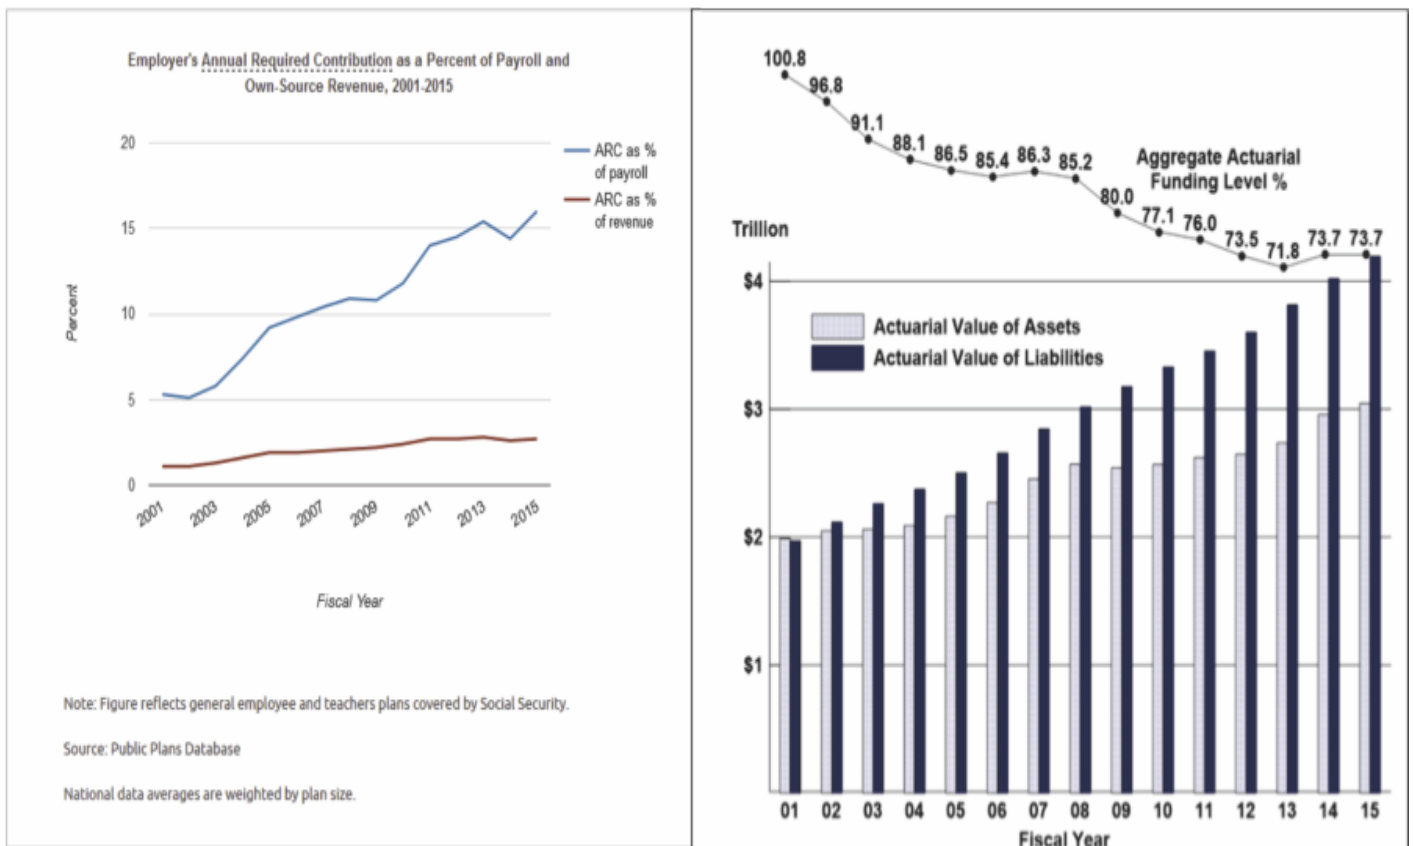 Employer's Annual Required Contribution as a Percent of Payroll and
Own-Source Revenue, 2001-2015
20
15
10
5
0
Percent
ARC as %
of payroll
ARC as %
of revenue
2001
2003
2005
2007
2009
2011
2013
2015
Fiscal Year
Note: Figure reflects general employee and teachers plans covered by Social Security.
Source: Public Plans Database
National data averages are weighted by plan size.
100.8
96.8
91.1
88.1
86.5
85.4
86.3
85.2
80.0
77.1
76.0
73.5
71.8
73.7
73.7
Aggregate Actuarial
Funding Level %
Trillion
$4
$3
$2
$1
Actuarial Value of Assets
Actuarial Value of Liabilities
01 02 03 04 05 06 07 08 09 10 11 12 13 14 15
Fiscal Year